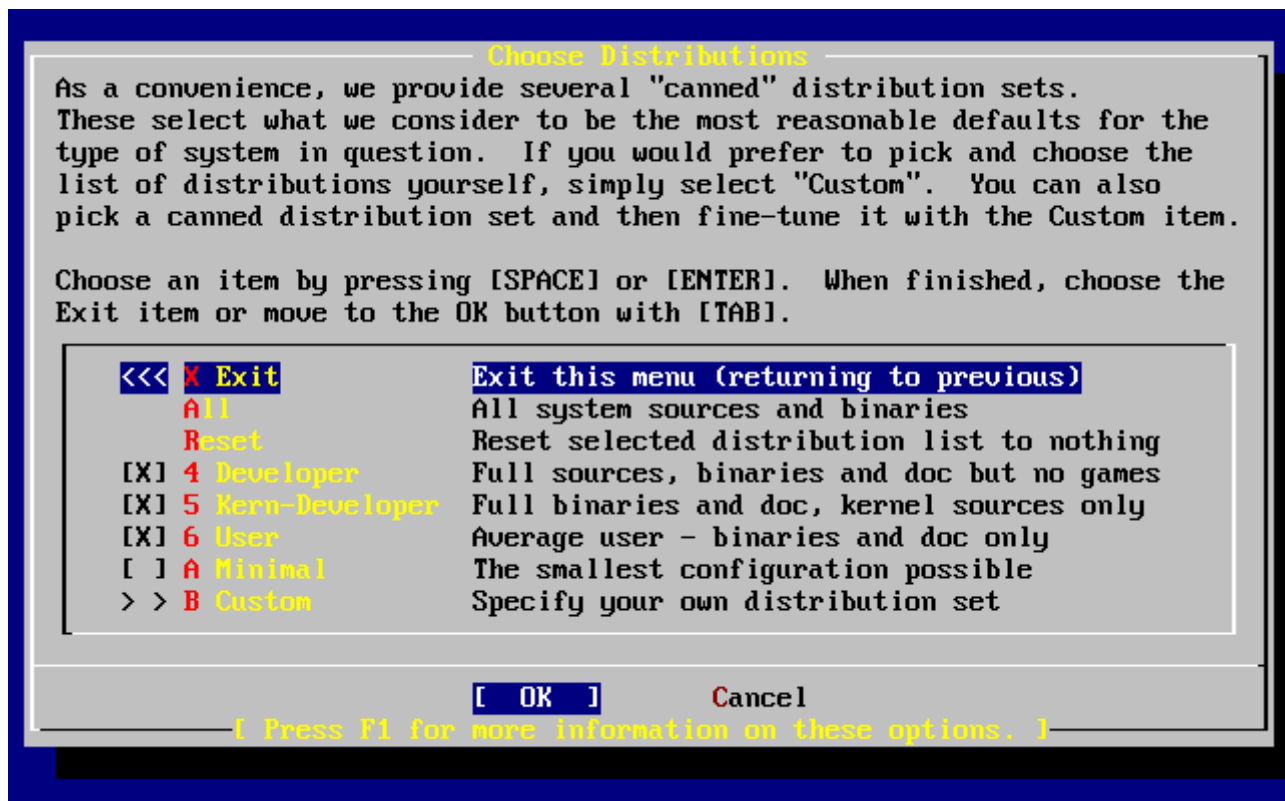 Choose Distributions
As a convenience, we provide several "canned" distribution sets.
These select what we consider to be the most reasonable defaults for the
type of system in question.  If you would prefer to pick and choose the
list of distributions yourself, simply select "Custom".  You can also
pick a canned distribution set and then fine-tune it with the Custom item.
Choose an item by pressing [SPACE] or [ENTER].  When finished, choose the
Exit item or move to the OK button with [TAB].
<<< X Exit            Exit this menu (returning to previous)
    All               All system sources and binaries
    Reset             Reset selected distribution list to nothing
[X] 4 Developer       Full sources, binaries and doc but no games
[X] 5 Kern-Developer  Full binaries and doc, kernel sources only
[X] 6 User            Average user - binaries and doc only
[ ] A Minimal         The smallest configuration possible
> > B Custom          Specify your own distribution set
[  OK  ]       Cancel
[ Press F1 for more information on these options. ]